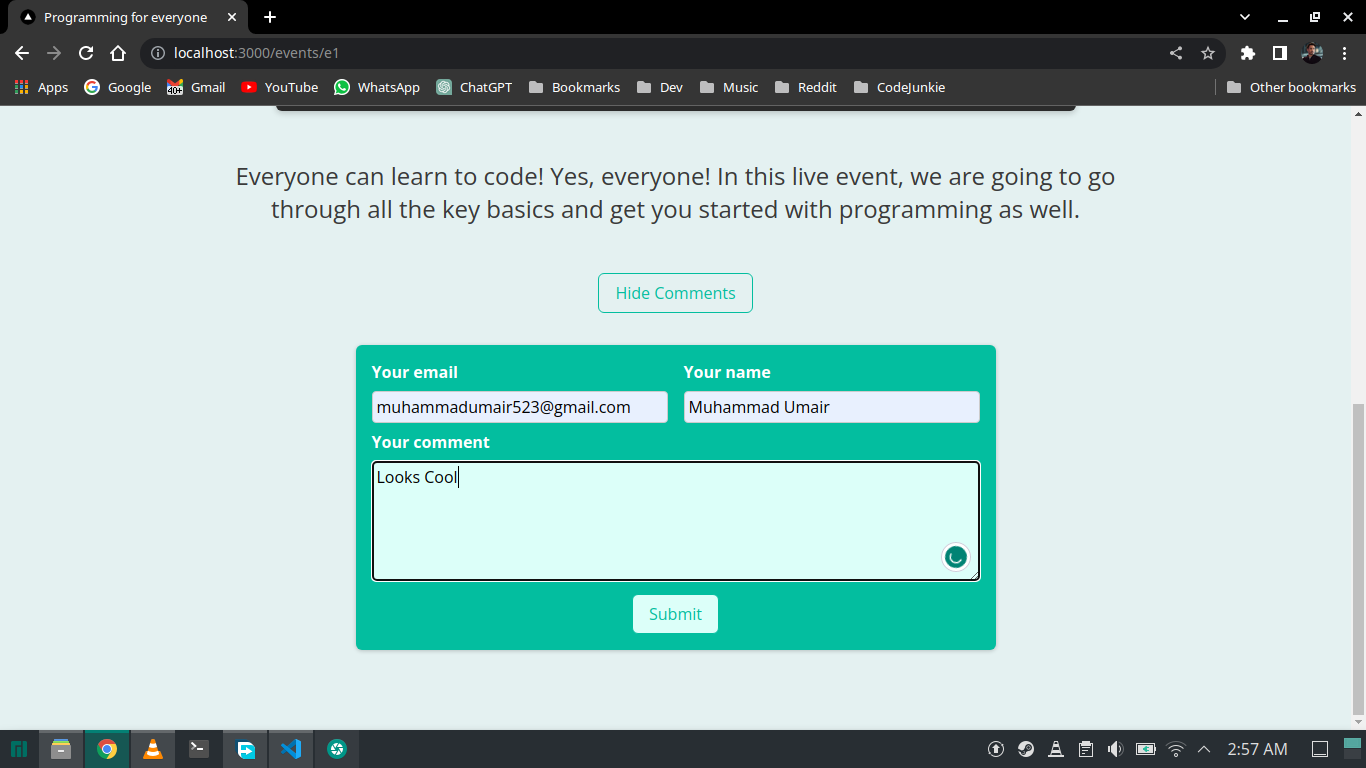 Programming for everyone
localhost:3000/events/e1
Apps Google Gmail YouTube WhatsApp ChatGPT Bookmarks Dev Music Reddit CodeJunkie Other bookmarks
40+
Everyone can learn to code! Yes, everyone! In this live event, we are going to go
through all the key basics and get you started with programming as well.
Hide Comments
Your email Your name
muhammadumair523@gmail.com Muhammad Umair
Your comment
Looks Cool
Submit
2:57 AM